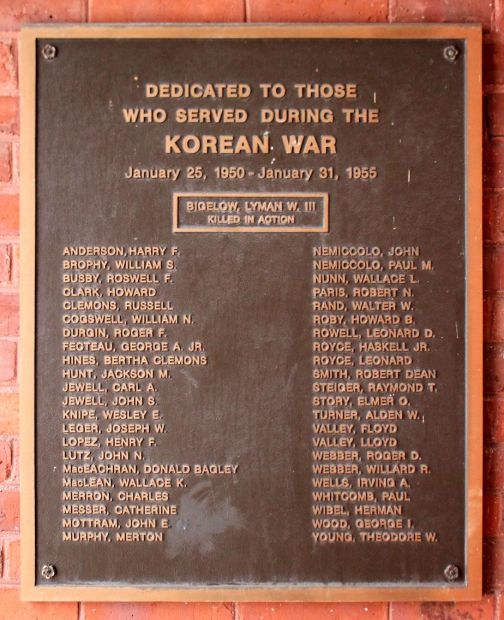 DEDICATED TO THOSE
WHO SERVED DURING THE
KOREAN WAR
January 25, 1950 - January 31, 1955
BIGELOW, LYMAN W. III
KILLED IN ACTION
ANDERSON, HARRY F.
BROPHY, WILLIAM S.
BUSBY, ROSWELL F.
CLARK, HOWARD
CLEMONS, RUSSELL
COGSWELL, WILLIAM N.
DURGIN, ROGER F.
FECTEAU, GEORGE A. JR.
HINES, BERTHA CLEMONS
HUNT, JACKSON M.
JEWELL, CARL A.
JEWELL, JOHN S.
KNIPE, WESLEY E.
LEGER, JOSEPH W.
LOPEZ, HENRY F.
LUTZ, JOHN N.
MacEACHRAN, DONALD BAGLEY
MacLEAN, WALLACE K.
MERRON, CHARLES
MESSER, CATHERINE
MOTTRAM, JOHN E.
MURPHY, MERTON
NEMICCOLO, JOHN
NEMICCOLO, PAUL M.
NUNN, WALLACE L.
PARIS, ROBERT N.
RAND, WALTER W.
ROBY, HOWARD B.
ROWELL, LEONARD D.
ROYCE, HASKELL JR.
ROYCE, LEONARD
SMITH, ROBERT DEAN
STEIGER, RAYMOND T.
STORY, ELMER O.
TURNER, ALDEN W.
VALLEY, FLOYD
VALLEY, LLOYD
WEBBER, ROGER D.
WEBBER, WILLARD R.
WELLS, IRVING A.
WHITCOMB, PAUL
WIBEL, HERMAN
WOOD, GEORGE I.
YOUNG, THEODORE W.